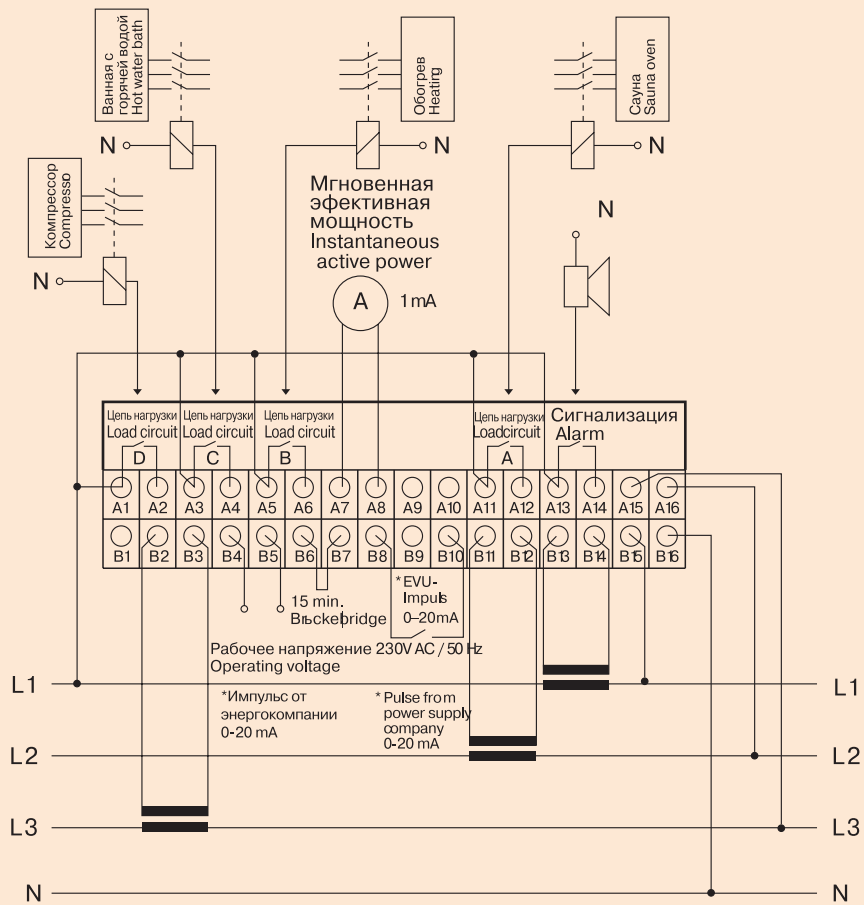 Ванная с
горячей водой
Hot water bath
Обогрев
Heating
Сауна
Sauna oven
N
N
N
Компрессор
Compresso
Мгновенная
эфективная
мощность
Instantaneous
active power
N
N
A
1mA
Цепь нагрузки
Load circuit
D
Цепь нагрузки
Load circuit
C
Цепь нагрузки
Load circuit
B
Цепь нагрузки
Loadcircuit
A
Сигнализация
Alarm
A1 A2 A3 A4 A5 A6 A7 A8 A9 A10 A11 A12 A13 A14 A15 A16
B1 B2 B3 B4 B5 B6 B7 B8 B9 B10 B11 B12 B13 B14 B15 B16
15 min.
Brьckebridge
*EVU-
Impuls
0–20mA
Рабочее напряжение 230V AC / 50 Hz
Operating voltage
L1 L1
*Импульс от
энергокомпании
0-20 mA
* Pulse from
power supply
company
0-20 mA
L2 L2
L3 L3
N N